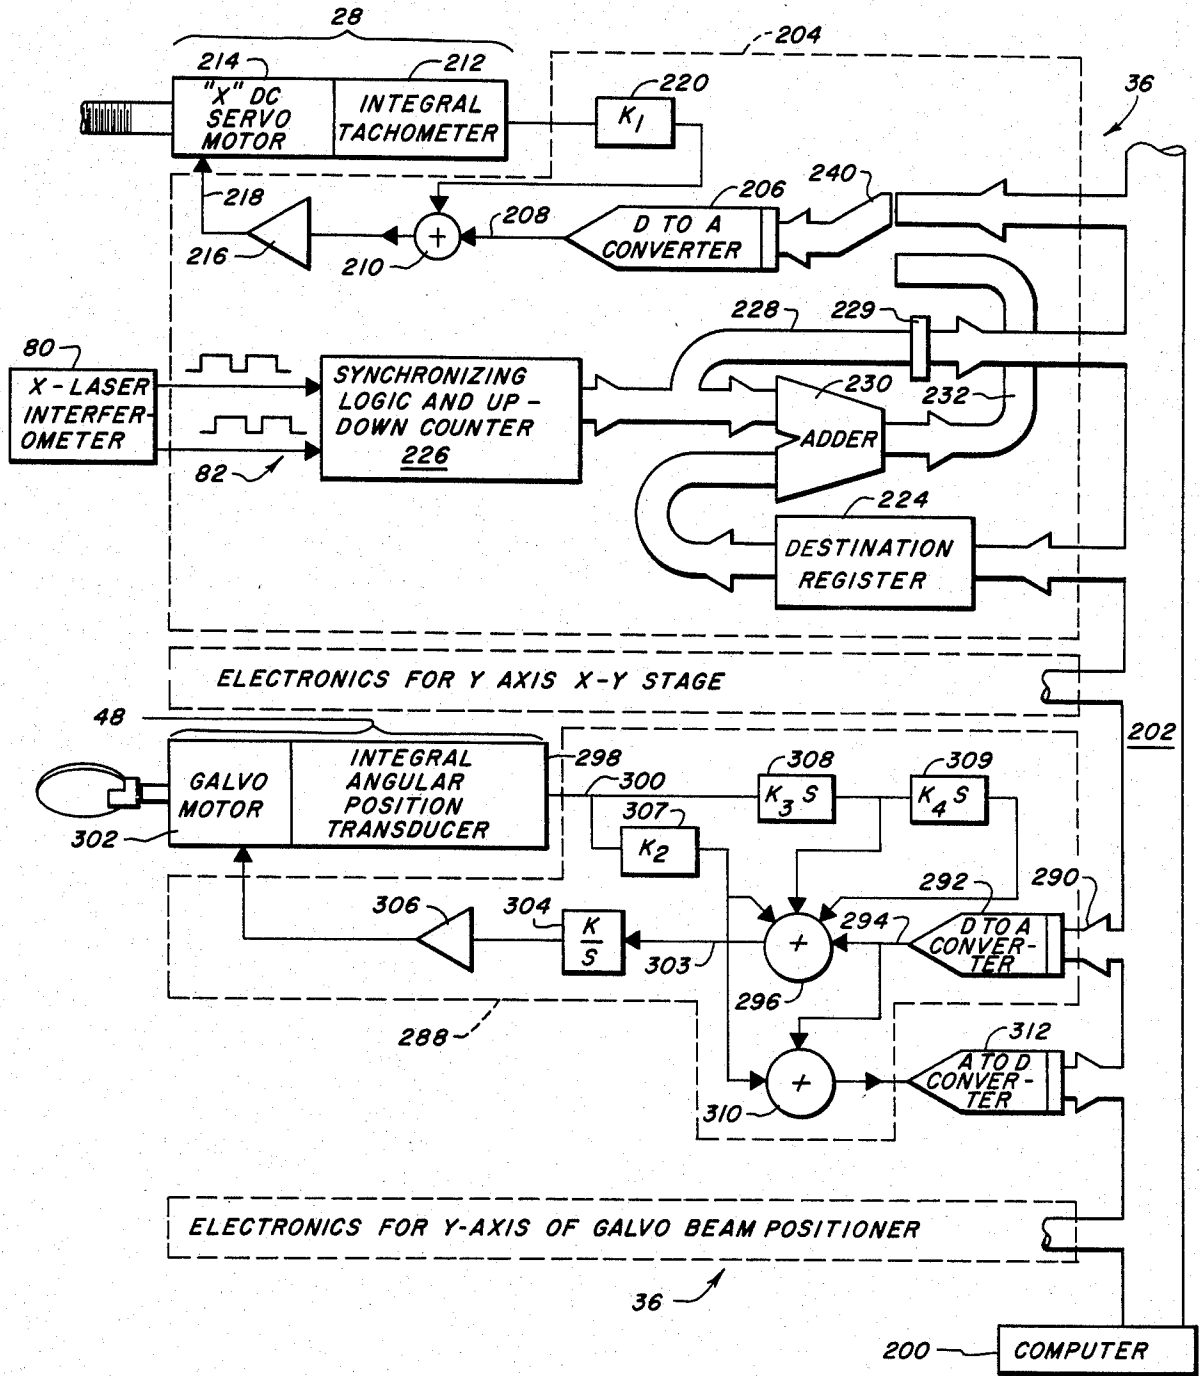 28
204
214
212
220
36
"X" DC
SERVO
MOTOR
INTEGRAL
TACHOMETER
K1
218
216
210
208
206
240
D TO A
CONVERTER
228
229
80
X-LASER
INTERFER-
OMETER
82
SYNCHRONIZING
LOGIC AND UP-
DOWN COUNTER
226
230
232
ADDER
224
DESTINATION
REGISTER
ELECTRONICS FOR Y AXIS X-Y STAGE
202
48
298
300
308
309
GALVO
MOTOR
302
INTEGRAL
ANGULAR
POSITION
TRANSDUCER
307
K2
K3 S
K4 S
306
304
K
S
303
+
296
294
292
290
D TO A
CONVER-
TER
288
+
310
312
A TO D
CONVER-
TER
+
ELECTRONICS FOR Y-AXIS OF GALVO BEAM POSITIONER
36
200
COMPUTER